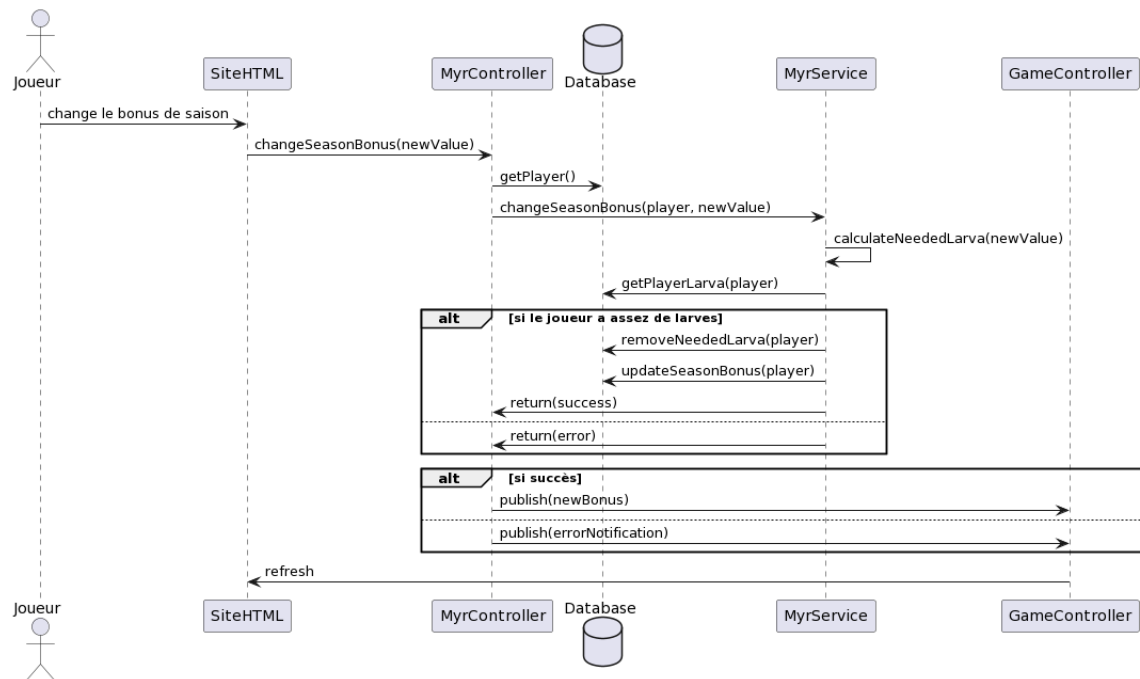 Joueur
SiteHTML
MyrController
Database
MyrService
GameController
change le bonus de saison
changeSeasonBonus(newValue)
getPlayer()
changeSeasonBonus(player, newValue)
calculateNeededLarva(newValue)
getPlayerLarva(player)
alt [si le joueur a assez de larves]
removeNeededLarva(player)
updateSeasonBonus(player)
return(success)
return(error)
alt [si succès]
publish(newBonus)
publish(errorNotification)
refresh
Joueur
SiteHTML
MyrController
Database
MyrService
GameController